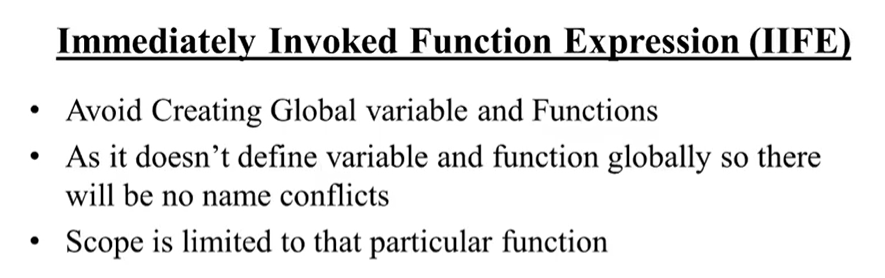 Immediately Invoked Function Expression (IIFE)
• Avoid Creating Global variable and Functions
• As it doesn’t define variable and function globally so there
will be no name conflicts
• Scope is limited to that particular function